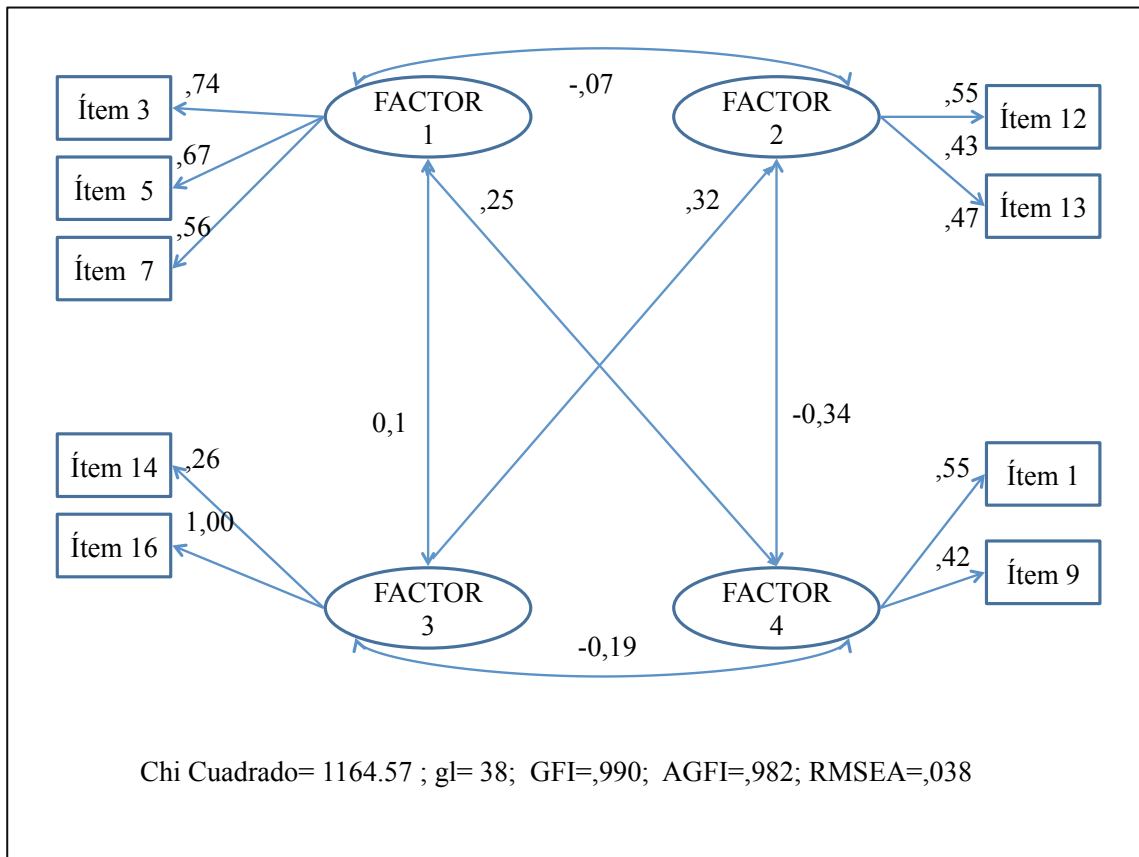 -,07
,74
Ítem 3
FACTOR
1
FACTOR
2
,55
Ítem 12
,67
Ítem 5
,43
,25
,32
,56
Ítem 7
,47
Ítem 13
0,1
-0,34
Ítem 14
,26
,55
Ítem 1
1,00
Ítem 16
,42
Ítem 9
FACTOR
3
FACTOR
4
-0,19
Chi Cuadrado= 1164.57 ; gl= 38; GFI=,990; AGFI=,982; RMSEA=,038